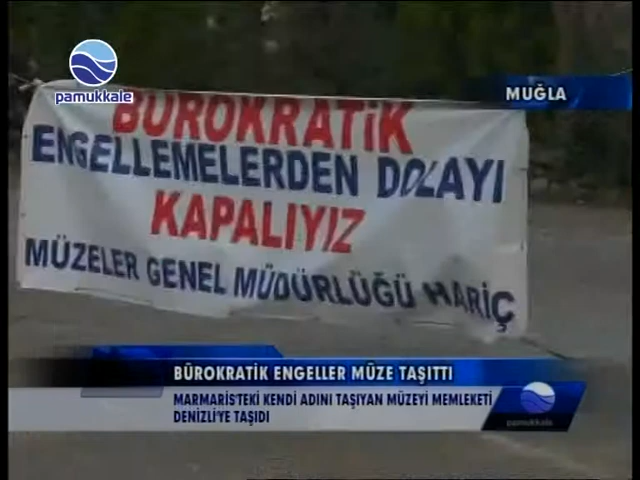 pamukkale
MUĞLA
BÜROKRATİK
ENGELLEMELERDEN DOLAYI
KAPALIYIZ
MÜZELER GENEL MÜDÜRLÜĞÜ HARİÇ
BÜROKRATİK ENGELLER MÜZE TAŞITTI
MARMARİS'TEKİ KENDİ ADINI TAŞIYAN MÜZEYİ MEMLEKETİ
DENİZLİ'YE TAŞIDI
pamukkale